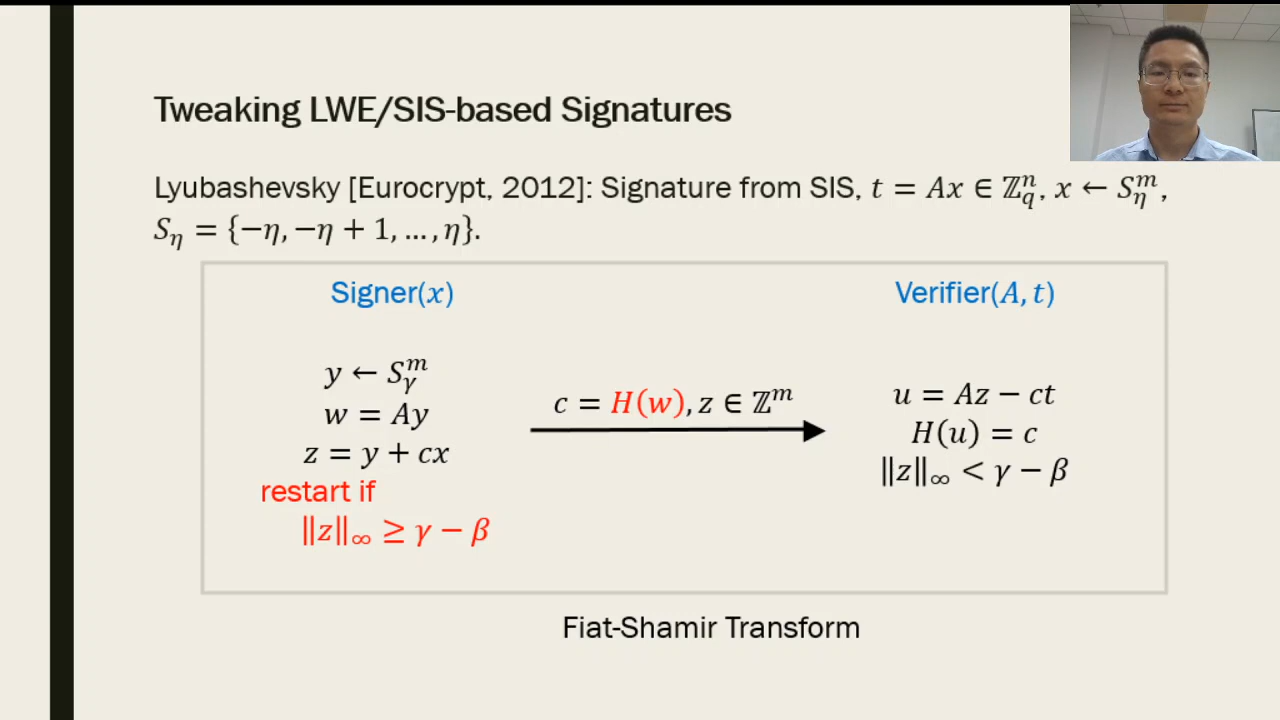 Tweaking LWE/SIS-based Signatures
Lyubashevsky [Eurocrypt, 2012]: Signature from SIS, t = Ax ∈ ℤ_q^n, x ← S_η^m,
S_η = {−η, −η + 1, … , η}.
Signer(x)
Verifier(A, t)
y ← S_γ^m
w = Ay
z = y + cx
restart if
‖z‖_∞ ≥ γ − β
c = H(w), z ∈ ℤ^m
u = Az − ct
H(u) = c
‖z‖_∞ < γ − β
Fiat-Shamir Transform